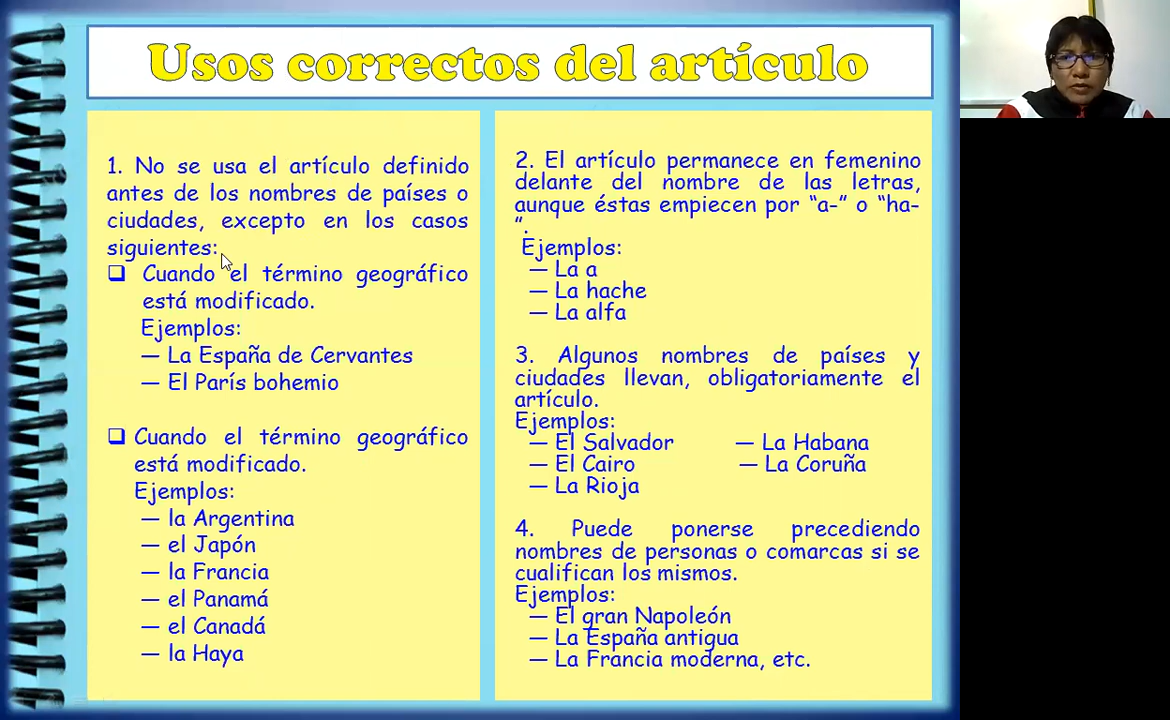 Usos correctos del artículo
1. No se usa el artículo definido
antes de los nombres de países o
ciudades, excepto en los casos
siguientes:
❑ Cuando el término geográfico
está modificado.
Ejemplos:
— La España de Cervantes
— El París bohemio
❑ Cuando el término geográfico
está modificado.
Ejemplos:
— la Argentina
— el Japón
— la Francia
— el Panamá
— el Canadá
— la Haya
2. El artículo permanece en femenino
delante del nombre de las letras,
aunque éstas empiecen por “a-” o “ha-
”.
Ejemplos:
— La a
— La hache
— La alfa
3. Algunos nombres de países y
ciudades llevan, obligatoriamente el
artículo.
Ejemplos:
— El Salvador — La Habana
— El Cairo — La Coruña
— La Rioja
4. Puede ponerse precediendo
nombres de personas o comarcas si se
cualifican los mismos.
Ejemplos:
— El gran Napoleón
— La España antigua
— La Francia moderna, etc.